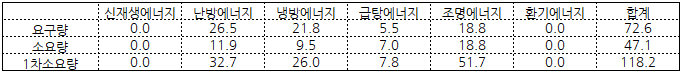 신재생에너지 난방에너지 냉방에너지 급탕에너지 조명에너지 환기에너지 합계
요구량 0.0 26.5 21.8 5.5 18.8 0.0 72.6
소요량 0.0 11.9 9.5 7.0 18.8 0.0 47.1
1차소요량 0.0 32.7 26.0 7.8 51.7 0.0 118.2